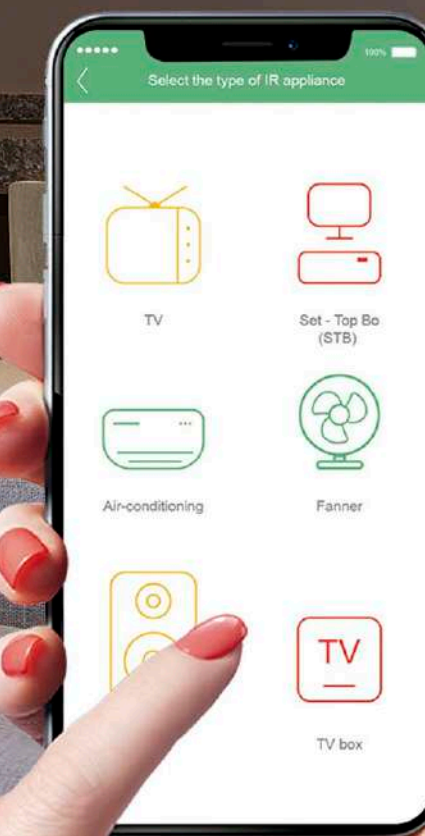 100%
Select the type of IR appliance
TV
Set - Top Bo
(STB)
Air-conditioning
Fanner
TV
TV box